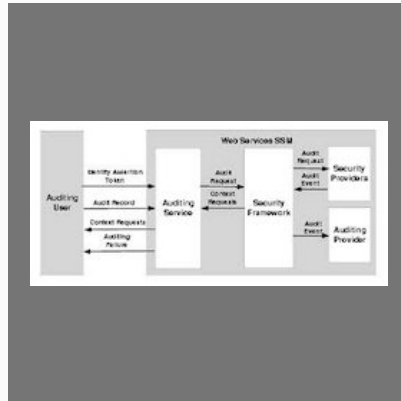 Web Services SSM
Identity Assertion
Token
Audit Record
Context Requests
Auditing
Failure
Auditing
User
Auditing
Service
Audit
Request
Context
Requests
Security
Framework
Audit
Request
Audit
Event
Audit
Event
Security
Providers
Auditing
Provider